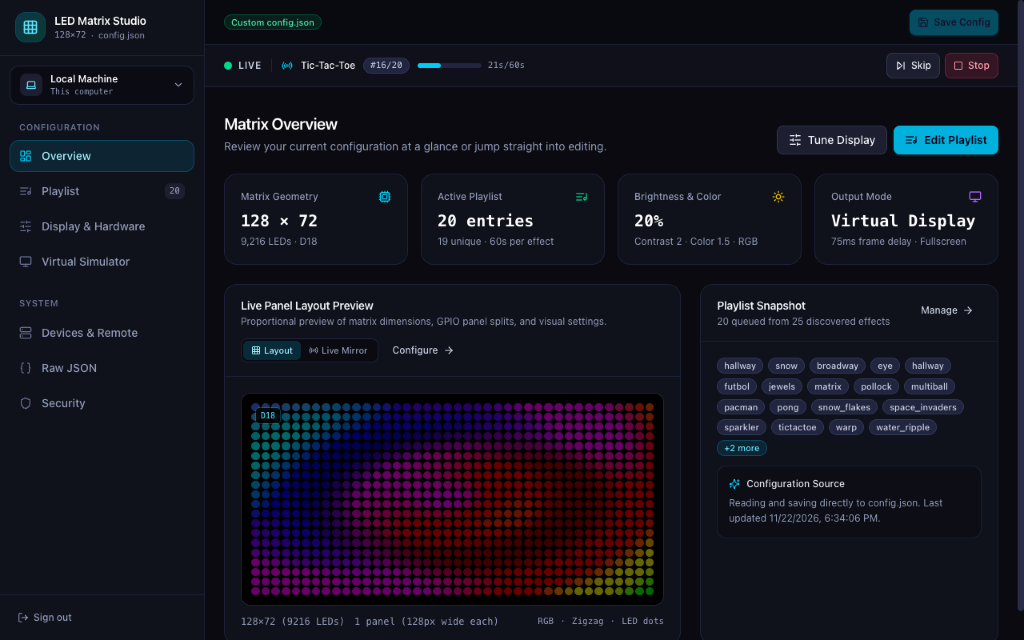 LED Matrix Studio
128×72 · config.json
Local Machine
This computer
CONFIGURATION
Overview
Playlist 20
Display & Hardware
Virtual Simulator
SYSTEM
Devices & Remote
Raw JSON
Security
Sign out
Custom config.json
Save Config
LIVE Tic-Tac-Toe #16/20 21s/60s
Skip
Stop
Matrix Overview
Review your current configuration at a glance or jump straight into editing.
Tune Display
Edit Playlist
Matrix Geometry
128 × 72
9,216 LEDs · D18
Active Playlist
20 entries
19 unique · 60s per effect
Brightness & Color
20%
Contrast 2 · Color 1.5 · RGB
Output Mode
Virtual Display
75ms frame delay · Fullscreen
Live Panel Layout Preview
Proportional preview of matrix dimensions, GPIO panel splits, and visual settings.
Layout Live Mirror Configure
D18
128×72 (9216 LEDs) 1 panel (128px wide each) RGB · Zigzag · LED dots
Playlist Snapshot
20 queued from 25 discovered effects
Manage
hallway snow broadway eye hallway
futbol jewels matrix pollock multiball
pacman pong snow_flakes space_invaders
sparkler tictactoe warp water_ripple
+2 more
Configuration Source
Reading and saving directly to config.json. Last
updated 11/22/2026, 6:34:06 PM.